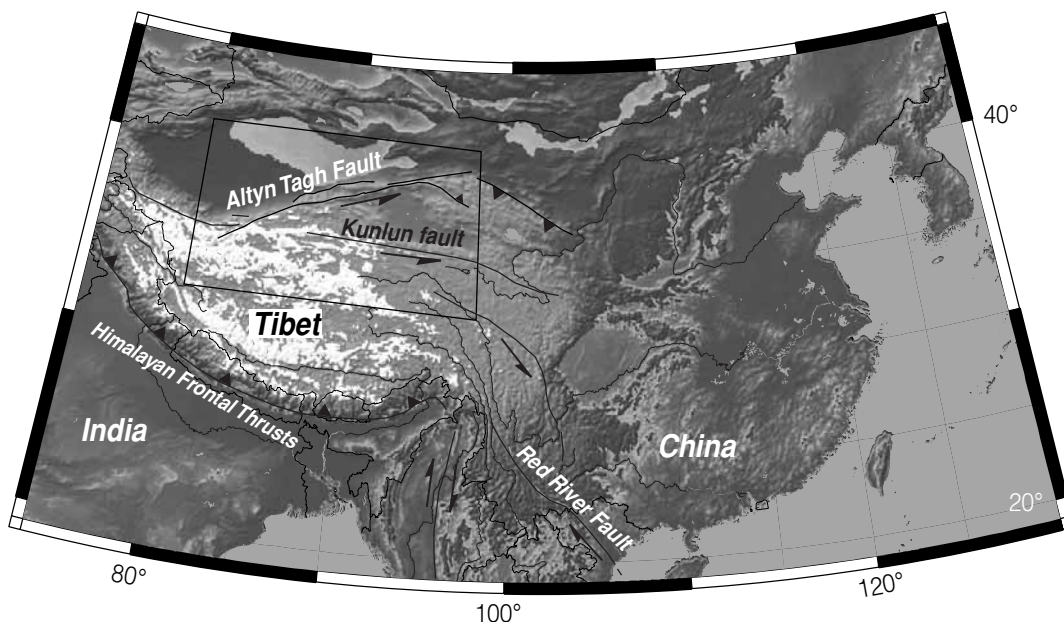 40°
Altyn Tagh Fault
Kunlun fault
Tibet
Himalayan Frontal Thrusts
India
China
Red River Fault
20°
80°
100°
120°